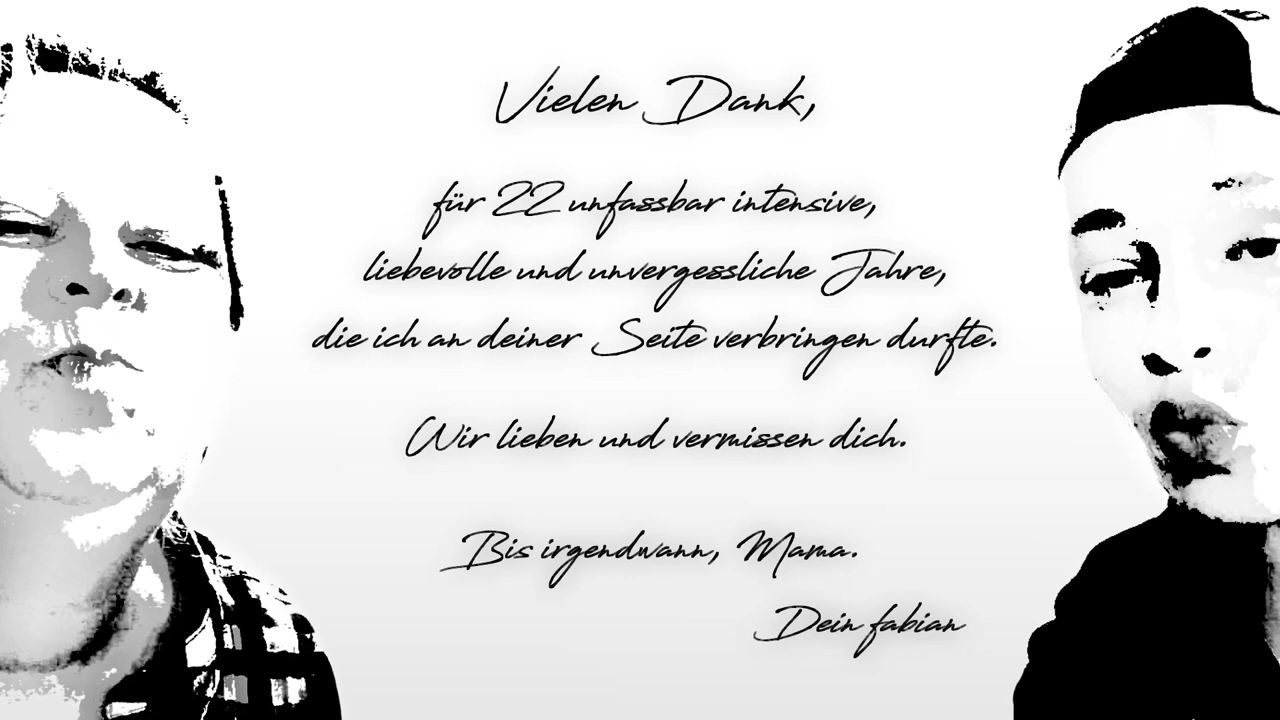 Vielen Dank,
für 22 unfassbar intensive,
liebevolle und unvergessliche Jahre,
die ich an deiner Seite verbringen durfte.
Wir lieben und vermissen dich.
Bis irgendwann, Mama.
Dein fabian